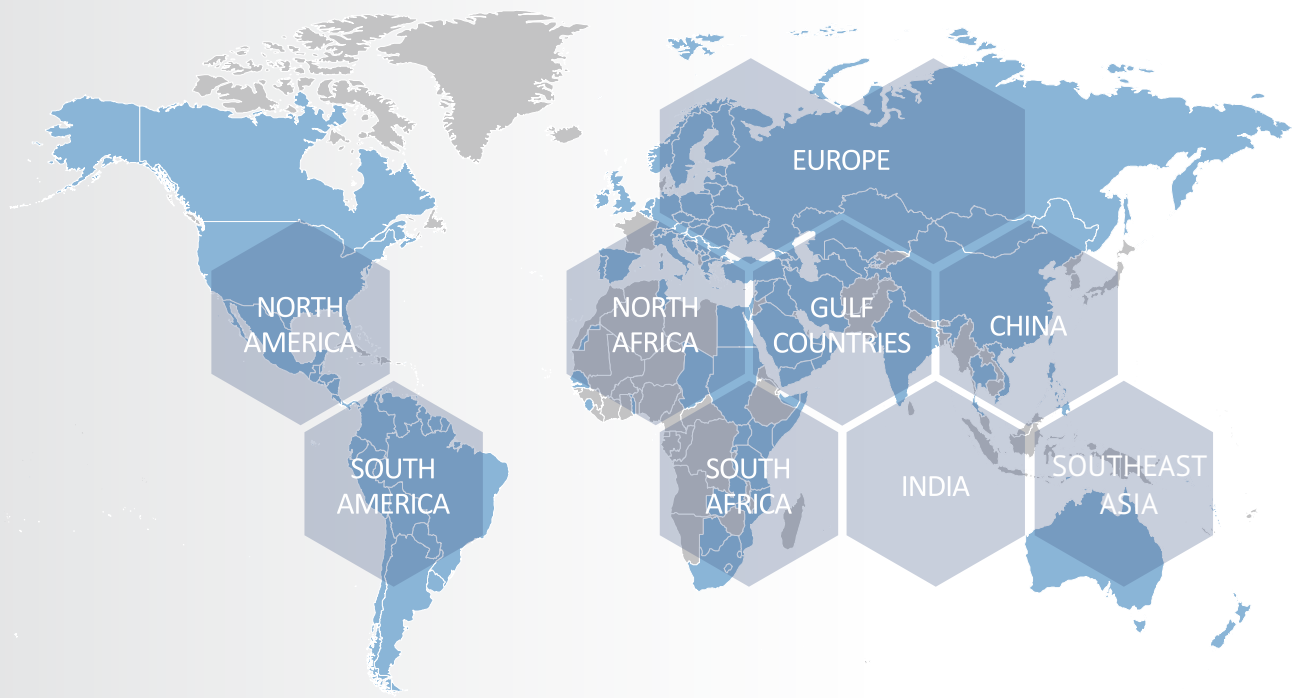 EUROPE
NORTH
AMERICA
NORTH
AFRICA
GULF
COUNTRIES
CHINA
SOUTH
AMERICA
SOUTH
AFRICA
INDIA
SOUTHEAST
ASIA